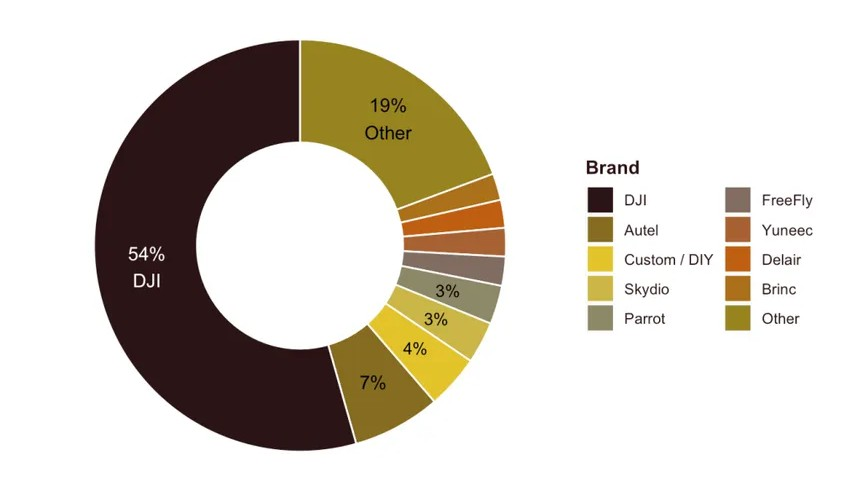 19%
Other
54%
DJI
3%
3%
4%
7%
Brand
DJI
FreeFly
Autel
Yuneec
Custom / DIY
Delair
Skydio
Brinc
Parrot
Other